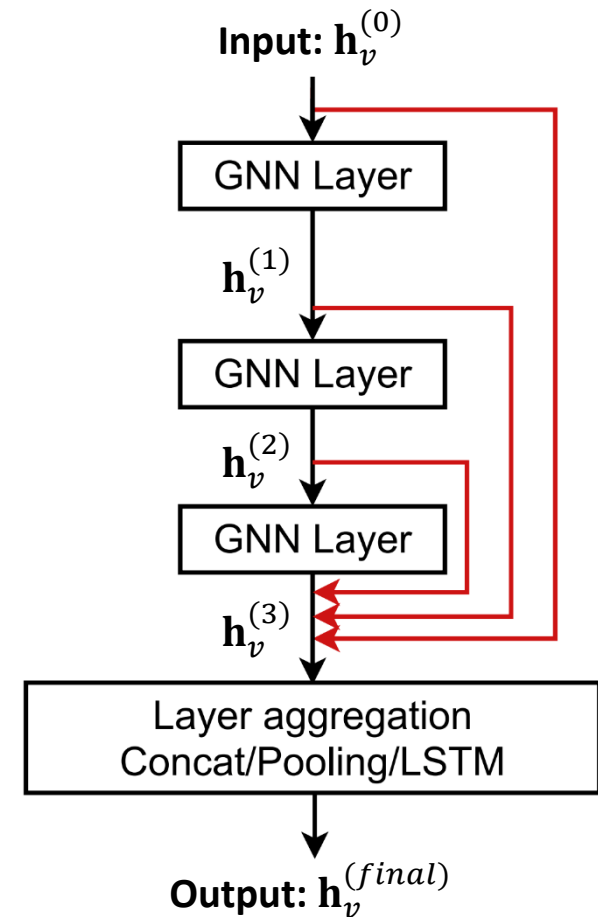 Input: h_v^(0)
GNN Layer
h_v^(1)
GNN Layer
h_v^(2)
GNN Layer
h_v^(3)
Layer aggregation
Concat/Pooling/LSTM
Output: h_v^(final)